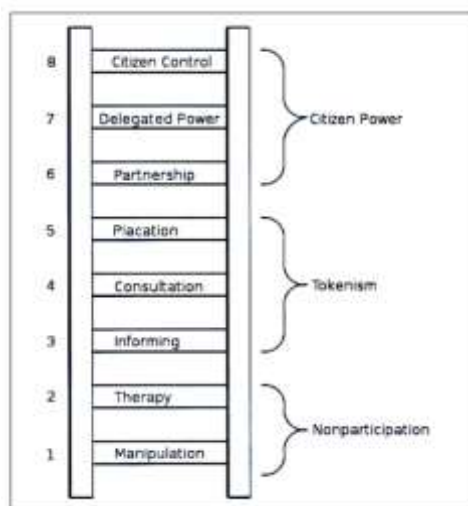 8 Citizen Control
7 Delegated Power
Citizen Power
6 Partnership
5 Placation
4 Consultation
Tokenism
3 Informing
2 Therapy
Nonparticipation
1 Manipulation